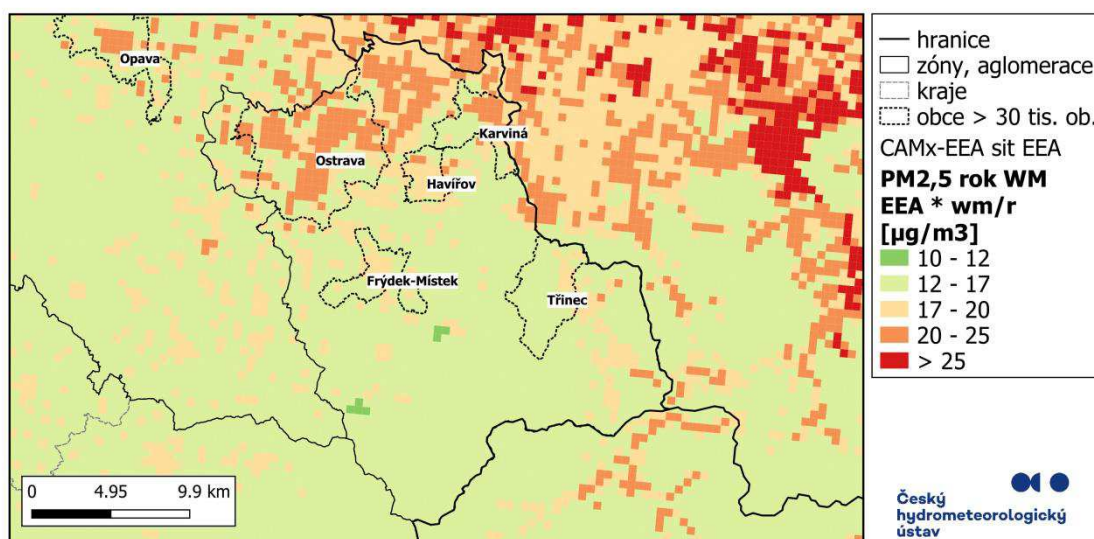 Opava
Ostrava
Karviná
Havířov
Frýdek-Místek
Třinec
0 4.95 9.9 km
hranice
zóny, aglomerace
kraje
obce > 30 tis. ob.
CAMx-EEA sit EEA
PM2,5 rok WM
EEA * wm/r
[µg/m3]
10 - 12
12 - 17
17 - 20
20 - 25
> 25
Český
hydrometeorologický
ústav